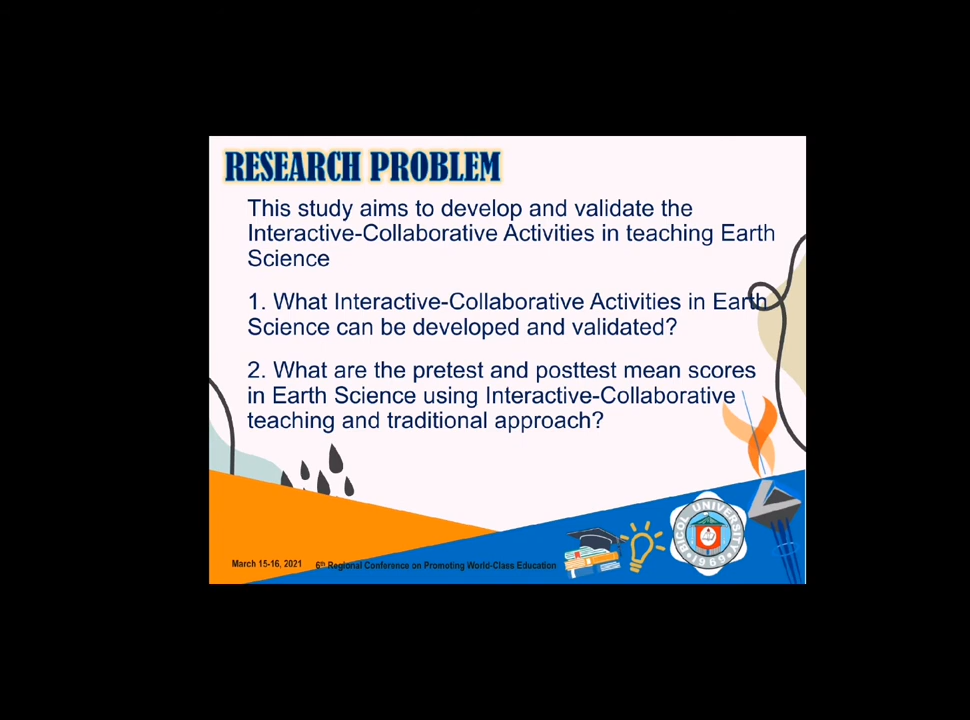 RESEARCH PROBLEM
This study aims to develop and validate the
Interactive-Collaborative Activities in teaching Earth
Science
1. What Interactive-Collaborative Activities in Earth
Science can be developed and validated?
2. What are the pretest and posttest mean scores
in Earth Science using Interactive-Collaborative
teaching and traditional approach?
March 15-16, 2021
6th Regional Conference on Promoting World-Class Education
UNIVERSITY
1969